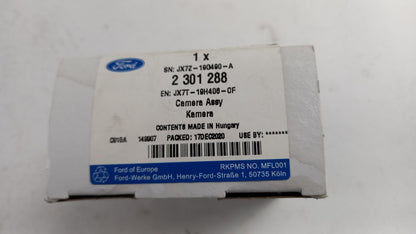 1 x
Ford
SN: JX7Z-19G490-A
2 301 288
EN: JX7T-19H406-CF
Camera Assy
Kamera
CONTENTS MADE IN Hungary
149907 PACKED: 17DEC2020 USE BY: *******
Ford of Europe
Ford-Werke GmbH, Henry-Ford-Straße 1, 50735 Köln
RKPMS NO. MFL001